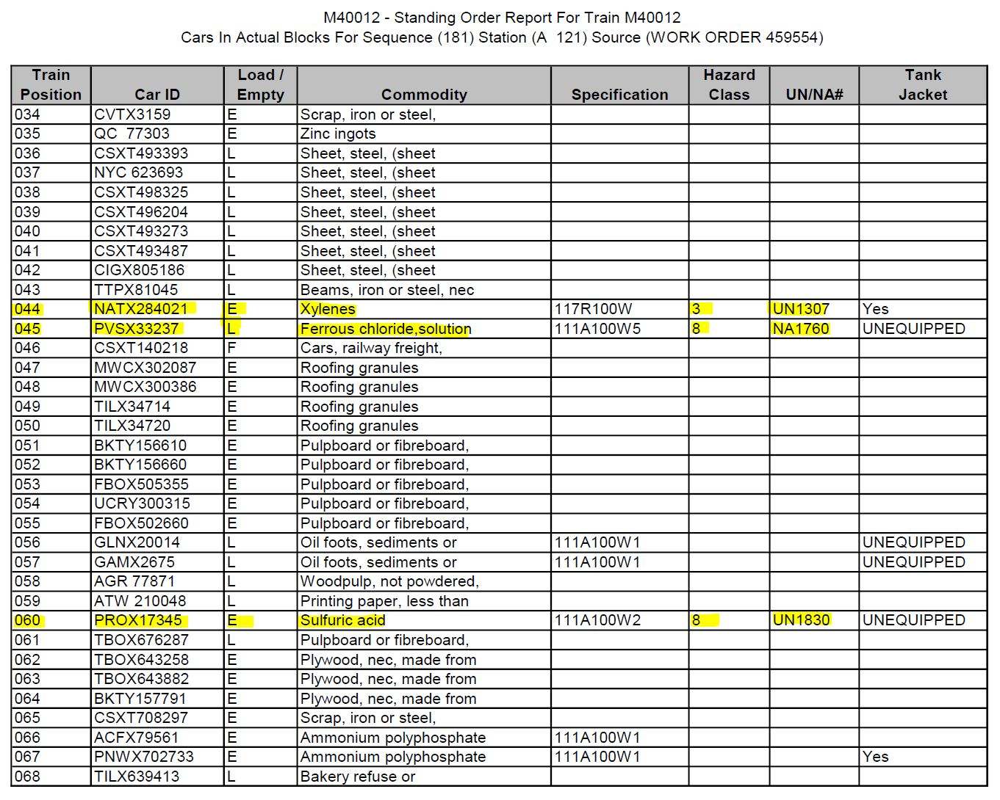 M40012 - Standing Order Report For Train M40012
Cars In Actual Blocks For Sequence (181) Station (A  121) Source (WORK ORDER 459554)
Train Position Car ID Load / Empty Commodity Specification Hazard Class UN/NA# Tank Jacket
034 CVTX3159 E Scrap, iron or steel,
035 QC  77303 E Zinc ingots
036 CSXT493393 L Sheet, steel, (sheet
037 NYC 623693 L Sheet, steel, (sheet
038 CSXT498325 L Sheet, steel, (sheet
039 CSXT496204 L Sheet, steel, (sheet
040 CSXT493273 L Sheet, steel, (sheet
041 CSXT493487 L Sheet, steel, (sheet
042 CIGX805186 L Sheet, steel, (sheet
043 TTPX81045 L Beams, iron or steel, nec
044 NATX284021 E Xylenes 117R100W 3 UN1307 Yes
045 PVSX33237 L Ferrous chloride,solution 111A100W5 8 NA1760 UNEQUIPPED
046 CSXT140218 F Cars, railway freight,
047 MWCX302087 E Roofing granules
048 MWCX300386 E Roofing granules
049 TILX34714 E Roofing granules
050 TILX34720 E Roofing granules
051 BKTY156610 E Pulpboard or fibreboard,
052 BKTY156660 E Pulpboard or fibreboard,
053 FBOX505355 E Pulpboard or fibreboard,
054 UCRY300315 E Pulpboard or fibreboard,
055 FBOX502660 E Pulpboard or fibreboard,
056 GLNX20014 L Oil foots, sediments or 111A100W1 UNEQUIPPED
057 GAMX2675 L Oil foots, sediments or 111A100W1 UNEQUIPPED
058 AGR 77871 L Woodpulp, not powdered,
059 ATW 210048 L Printing paper, less than
060 PROX17345 E Sulfuric acid 111A100W2 8 UN1830 UNEQUIPPED
061 TBOX676287 L Pulpboard or fibreboard,
062 TBOX643258 E Plywood, nec, made from
063 TBOX643882 E Plywood, nec, made from
064 BKTY157791 E Plywood, nec, made from
065 CSXT708297 E Scrap, iron or steel,
066 ACFX79561 E Ammonium polyphosphate 111A100W1
067 PNWX702733 E Ammonium polyphosphate 111A100W1 Yes
068 TILX639413 L Bakery refuse or